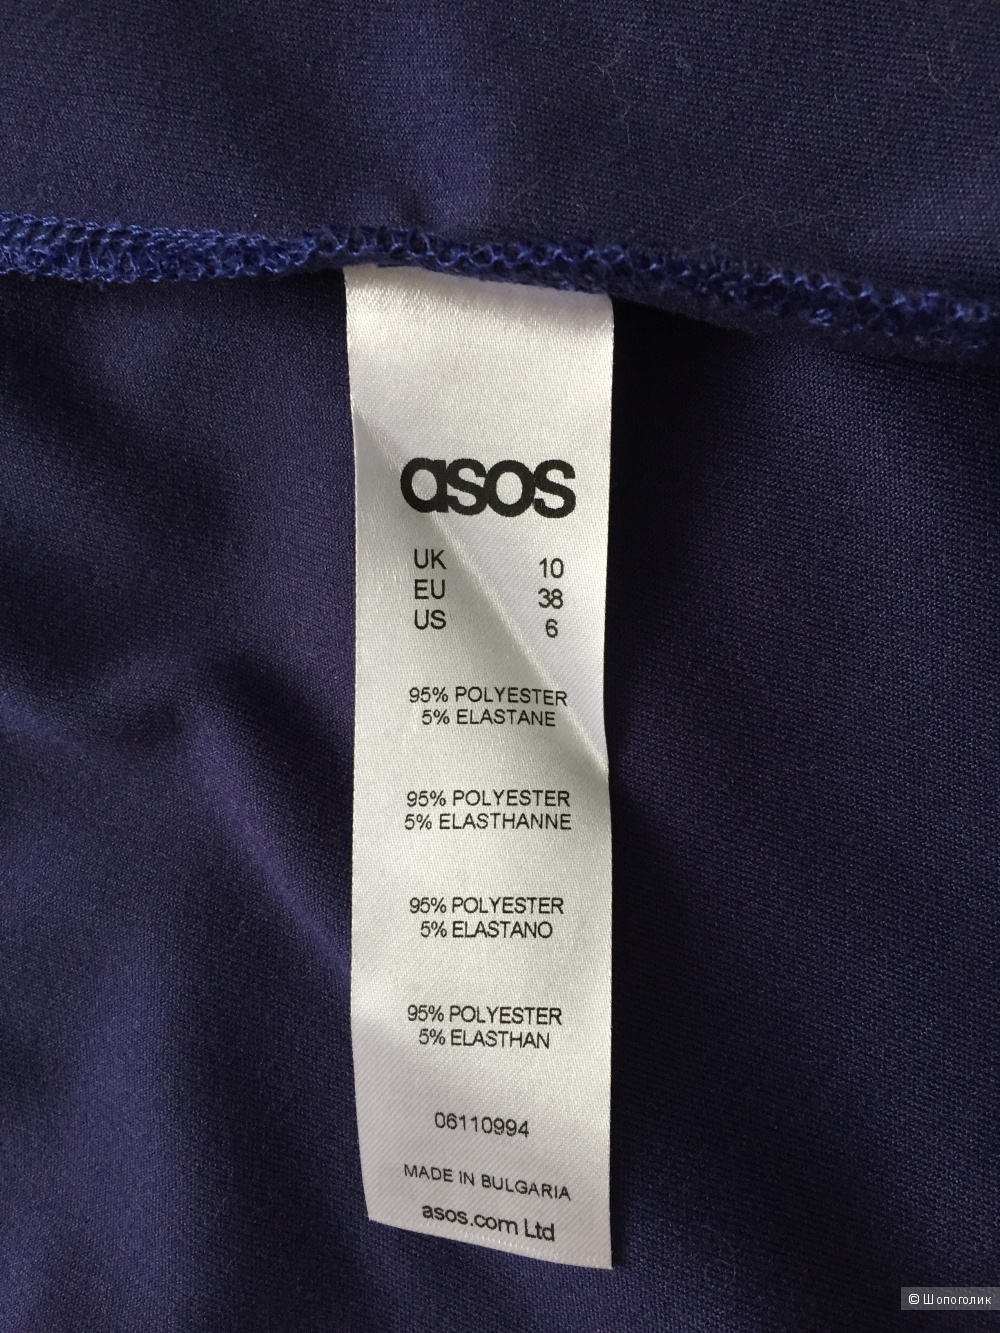 asos
UK 10
EU 38
US 6
95% POLYESTER
5% ELASTANE
95% POLYESTER
5% ELASTHANNE
95% POLYESTER
5% ELASTANO
95% POLYESTER
5% ELASTHAN
06110994
MADE IN BULGARIA
asos.com Ltd
© Шопоголик